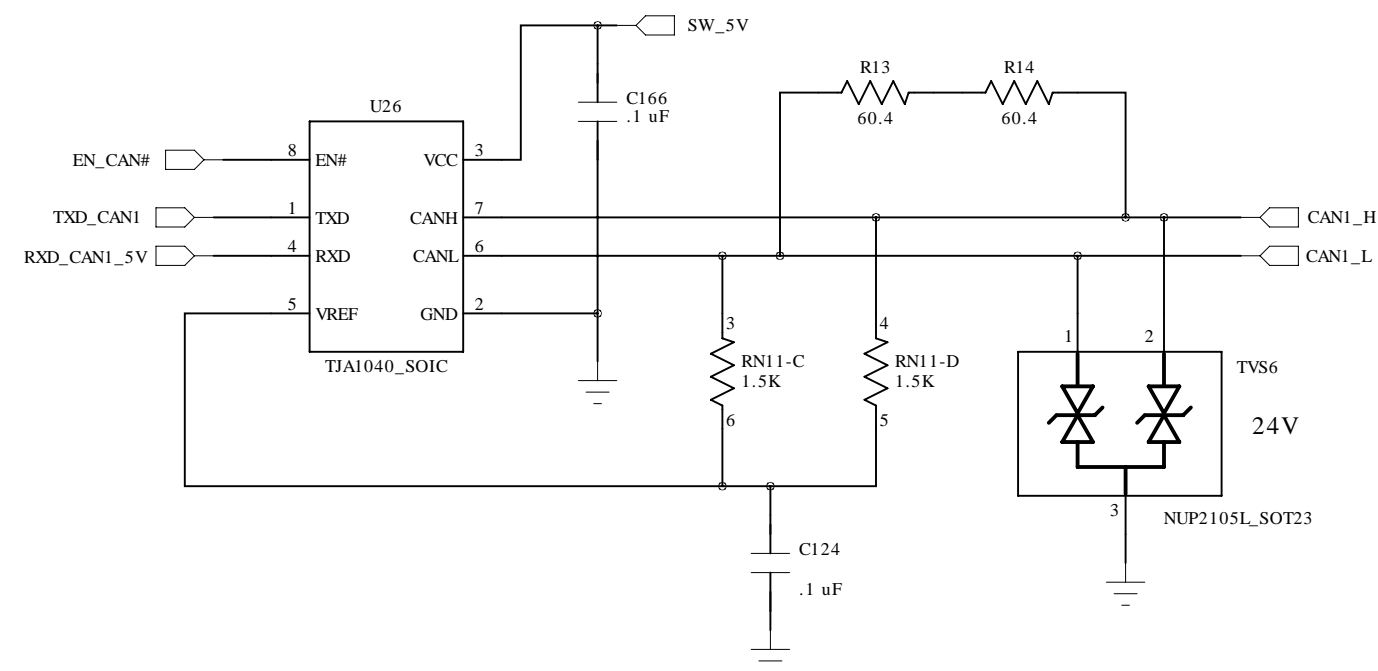 SW_5V
R13
R14
C166
.1 uF
U26
60.4
60.4
EN_CAN#
8
EN#
VCC
3
TXD_CAN1
1
TXD
CANH
7
CAN1_H
RXD_CAN1_5V
4
RXD
CANL
6
CAN1_L
5
VREF
GND
2
3
4
1
2
TJA1040_SOIC
RN11-C
1.5K
RN11-D
1.5K
TVS6
6
5
24V
3
NUP2105L_SOT23
C124
.1 uF